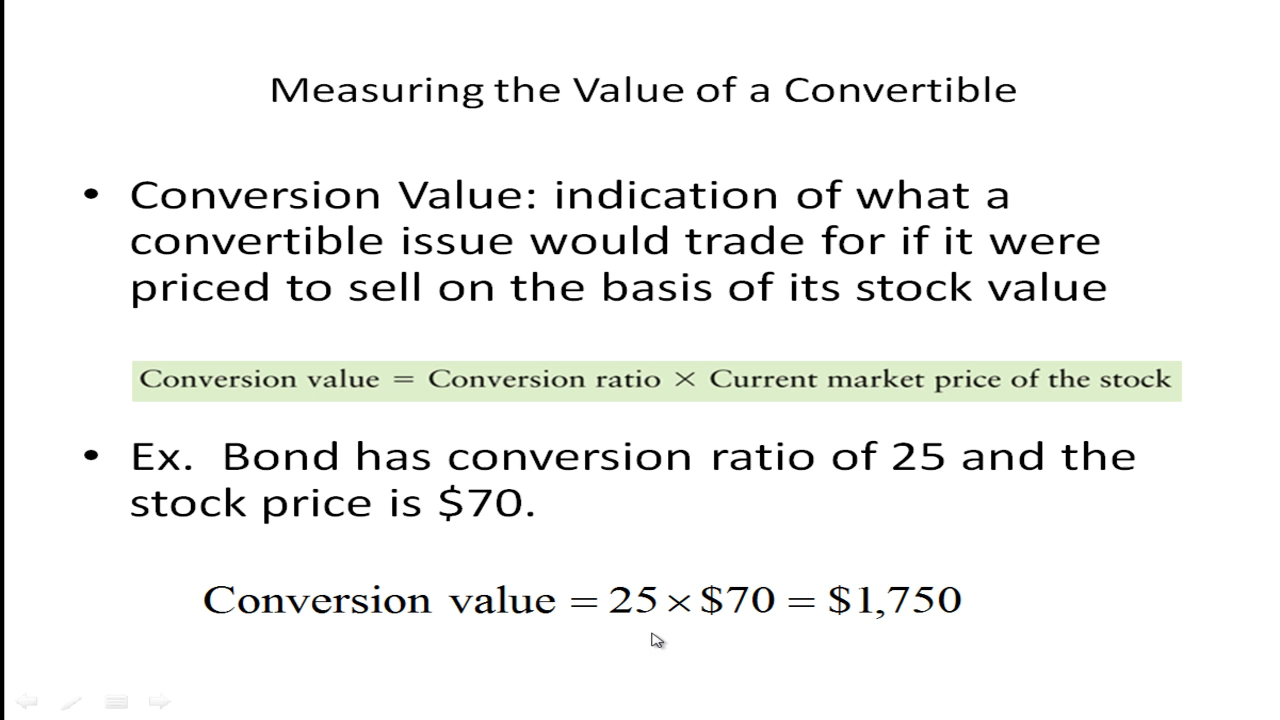 Measuring the Value of a Convertible
• Conversion Value: indication of what a
convertible issue would trade for if it were
priced to sell on the basis of its stock value
Conversion value = Conversion ratio × Current market price of the stock
• Ex. Bond has conversion ratio of 25 and the
stock price is $70.
Conversion value = 25 × $70 = $1,750